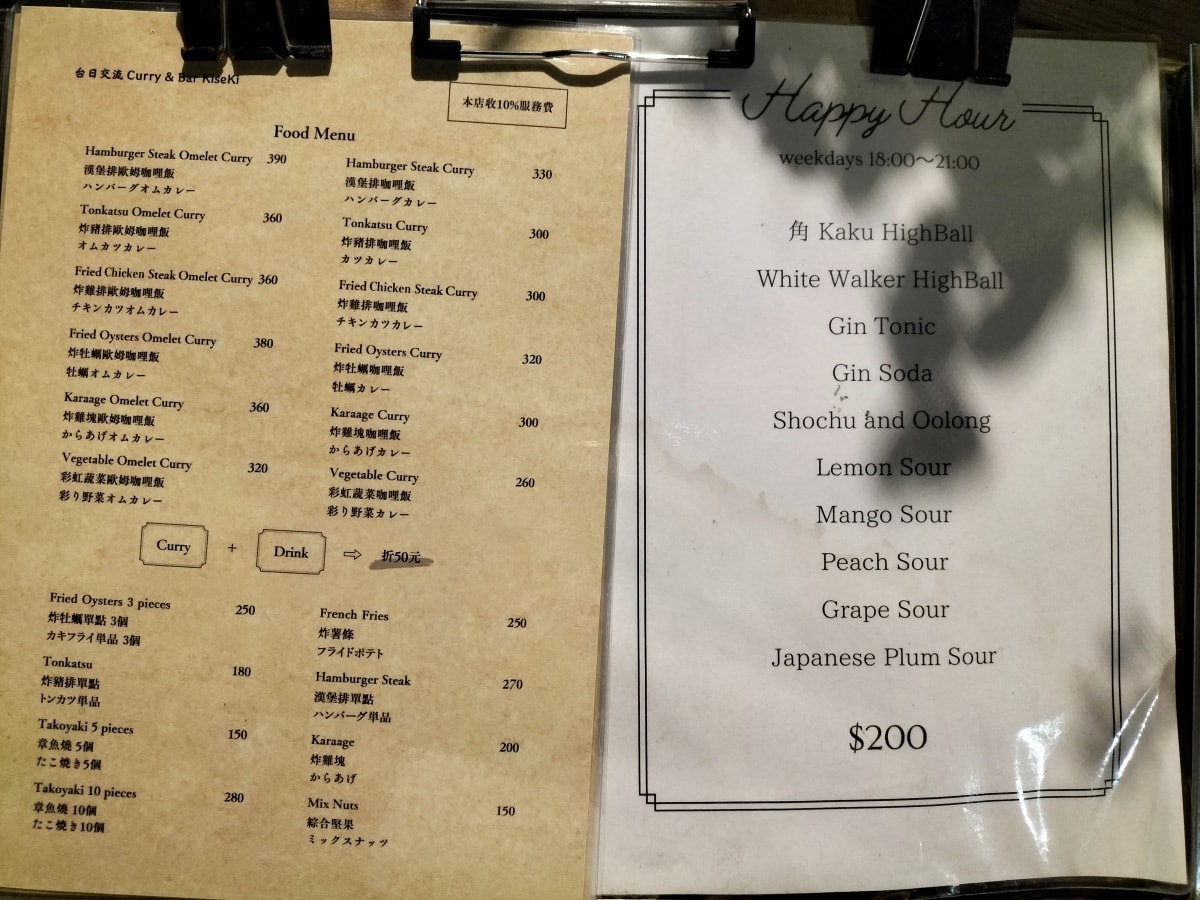 台日交流 Curry & Bar KiseKi
本店收10%服務費
Food Menu
Hamburger Steak Omelet Curry 390
漢堡排歐姆咖哩飯
ハンバーグオムカレー
Tonkatsu Omelet Curry 360
炸豬排歐姆咖哩飯
オムカツカレー
Fried Chicken Steak Omelet Curry 360
炸雞排歐姆咖哩飯
チキンカツオムカレー
Fried Oysters Omelet Curry 380
炸牡蠣歐姆咖哩飯
牡蠣オムカレー
Karaage Omelet Curry 360
炸雞塊歐姆咖哩飯
からあげオムカレー
Vegetable Omelet Curry 320
彩虹蔬菜歐姆咖哩飯
彩り野菜オムカレー
Hamburger Steak Curry 330
漢堡排咖哩飯
ハンバーグカレー
Tonkatsu Curry 300
炸豬排咖哩飯
カツカレー
Fried Chicken Steak Curry 300
炸雞排咖哩飯
チキンカツカレー
Fried Oysters Curry 320
炸牡蠣咖哩飯
牡蠣カレー
Karaage Curry 300
炸雞塊咖哩飯
からあげカレー
Vegetable Curry 260
彩虹蔬菜咖哩飯
彩り野菜カレー
Curry + Drink ⇨ 折50元
Fried Oysters 3 pieces 250
炸牡蠣單點 3個
カキフライ単品 3個
Tonkatsu 180
炸豬排單點
トンカツ単品
Takoyaki 5 pieces 150
章魚燒 5個
たこ焼き5個
Takoyaki 10 pieces 280
章魚燒 10個
たこ焼き10個
French Fries 250
炸薯條
フライドポテト
Hamburger Steak 270
漢堡排單點
ハンバーグ単品
Karaage 200
炸雞塊
からあげ
Mix Nuts 150
綜合堅果
ミックスナッツ
Happy Hour
weekdays 18:00～21:00
角 Kaku HighBall
White Walker HighBall
Gin Tonic
Gin Soda
Shochu and Oolong
Lemon Sour
Mango Sour
Peach Sour
Grape Sour
Japanese Plum Sour
$200